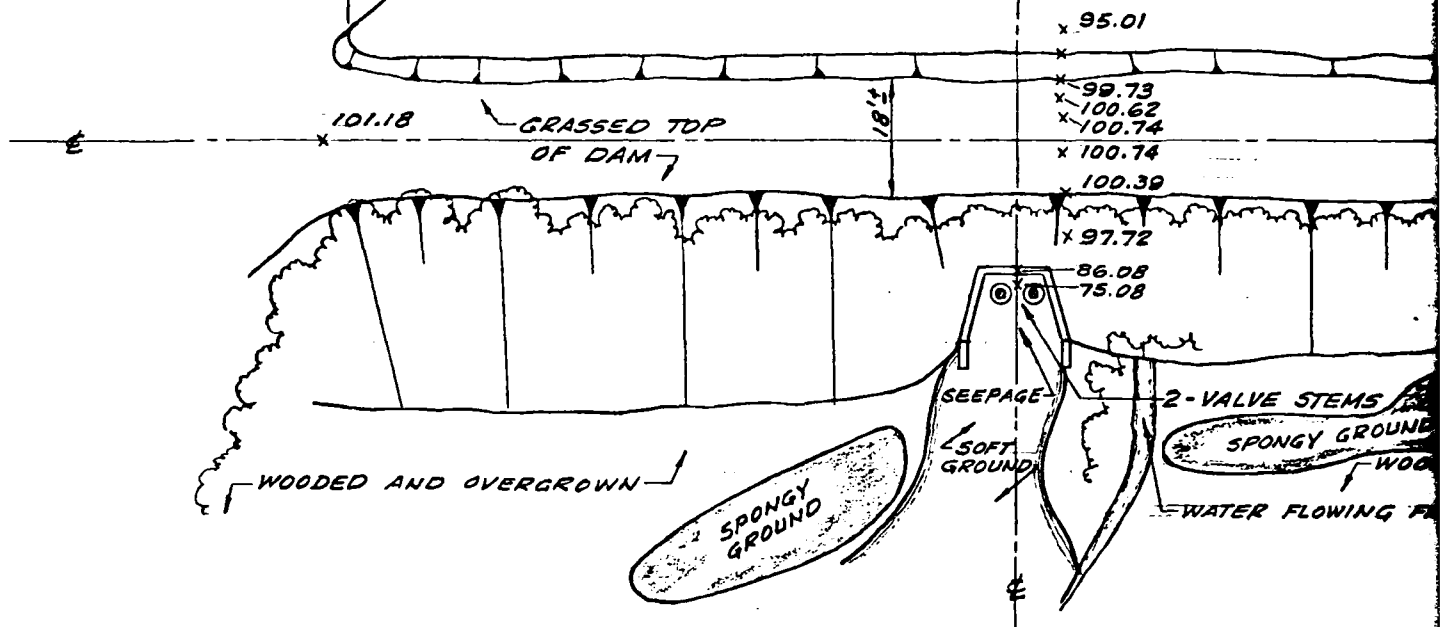 95.01
99.73
100.62
100.74
100.74
100.39
97.72
86.08
75.08
18'±
101.18
℄
GRASSED TOP
OF DAM
SEEPAGE
2-VALVE STEMS
SPONGY GROUND
SOFT
GROUND
WOODED AND OVERGROWN
SPONGY
GROUND
WATER FLOWING
℄